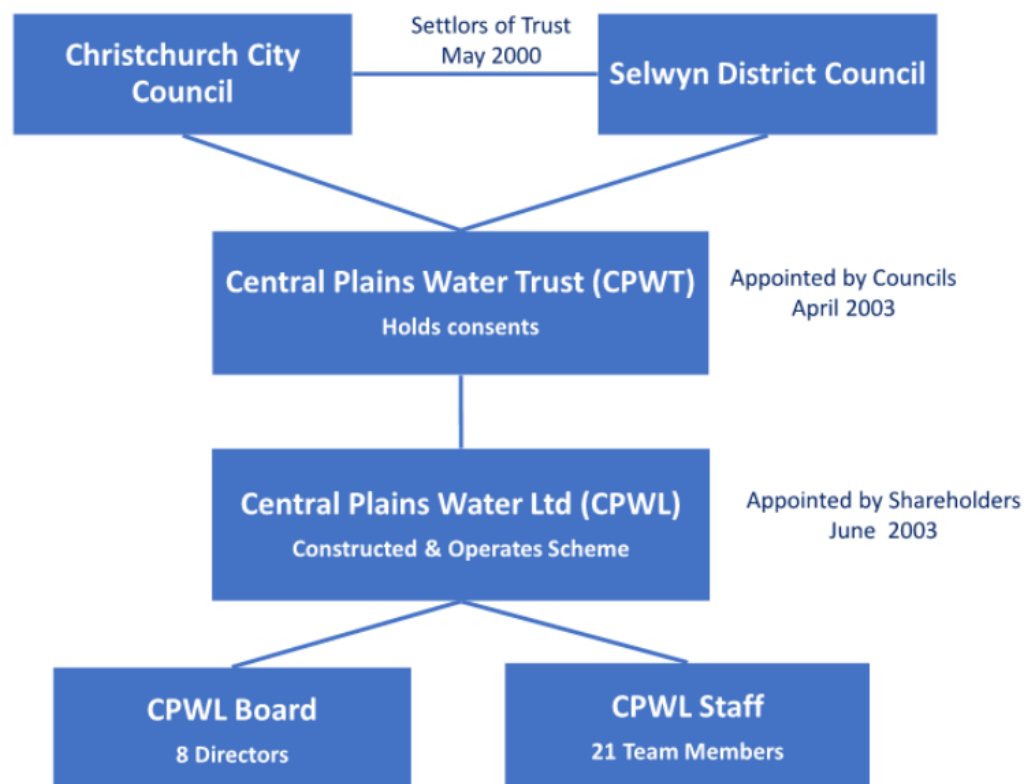 Settlors of Trust
May 2000
Christchurch City
Council
Selwyn District Council
Central Plains Water Trust (CPWT)
Holds consents
Appointed by Councils
April 2003
Central Plains Water Ltd (CPWL)
Constructed & Operates Scheme
Appointed by Shareholders
June 2003
CPWL Board
8 Directors
CPWL Staff
21 Team Members